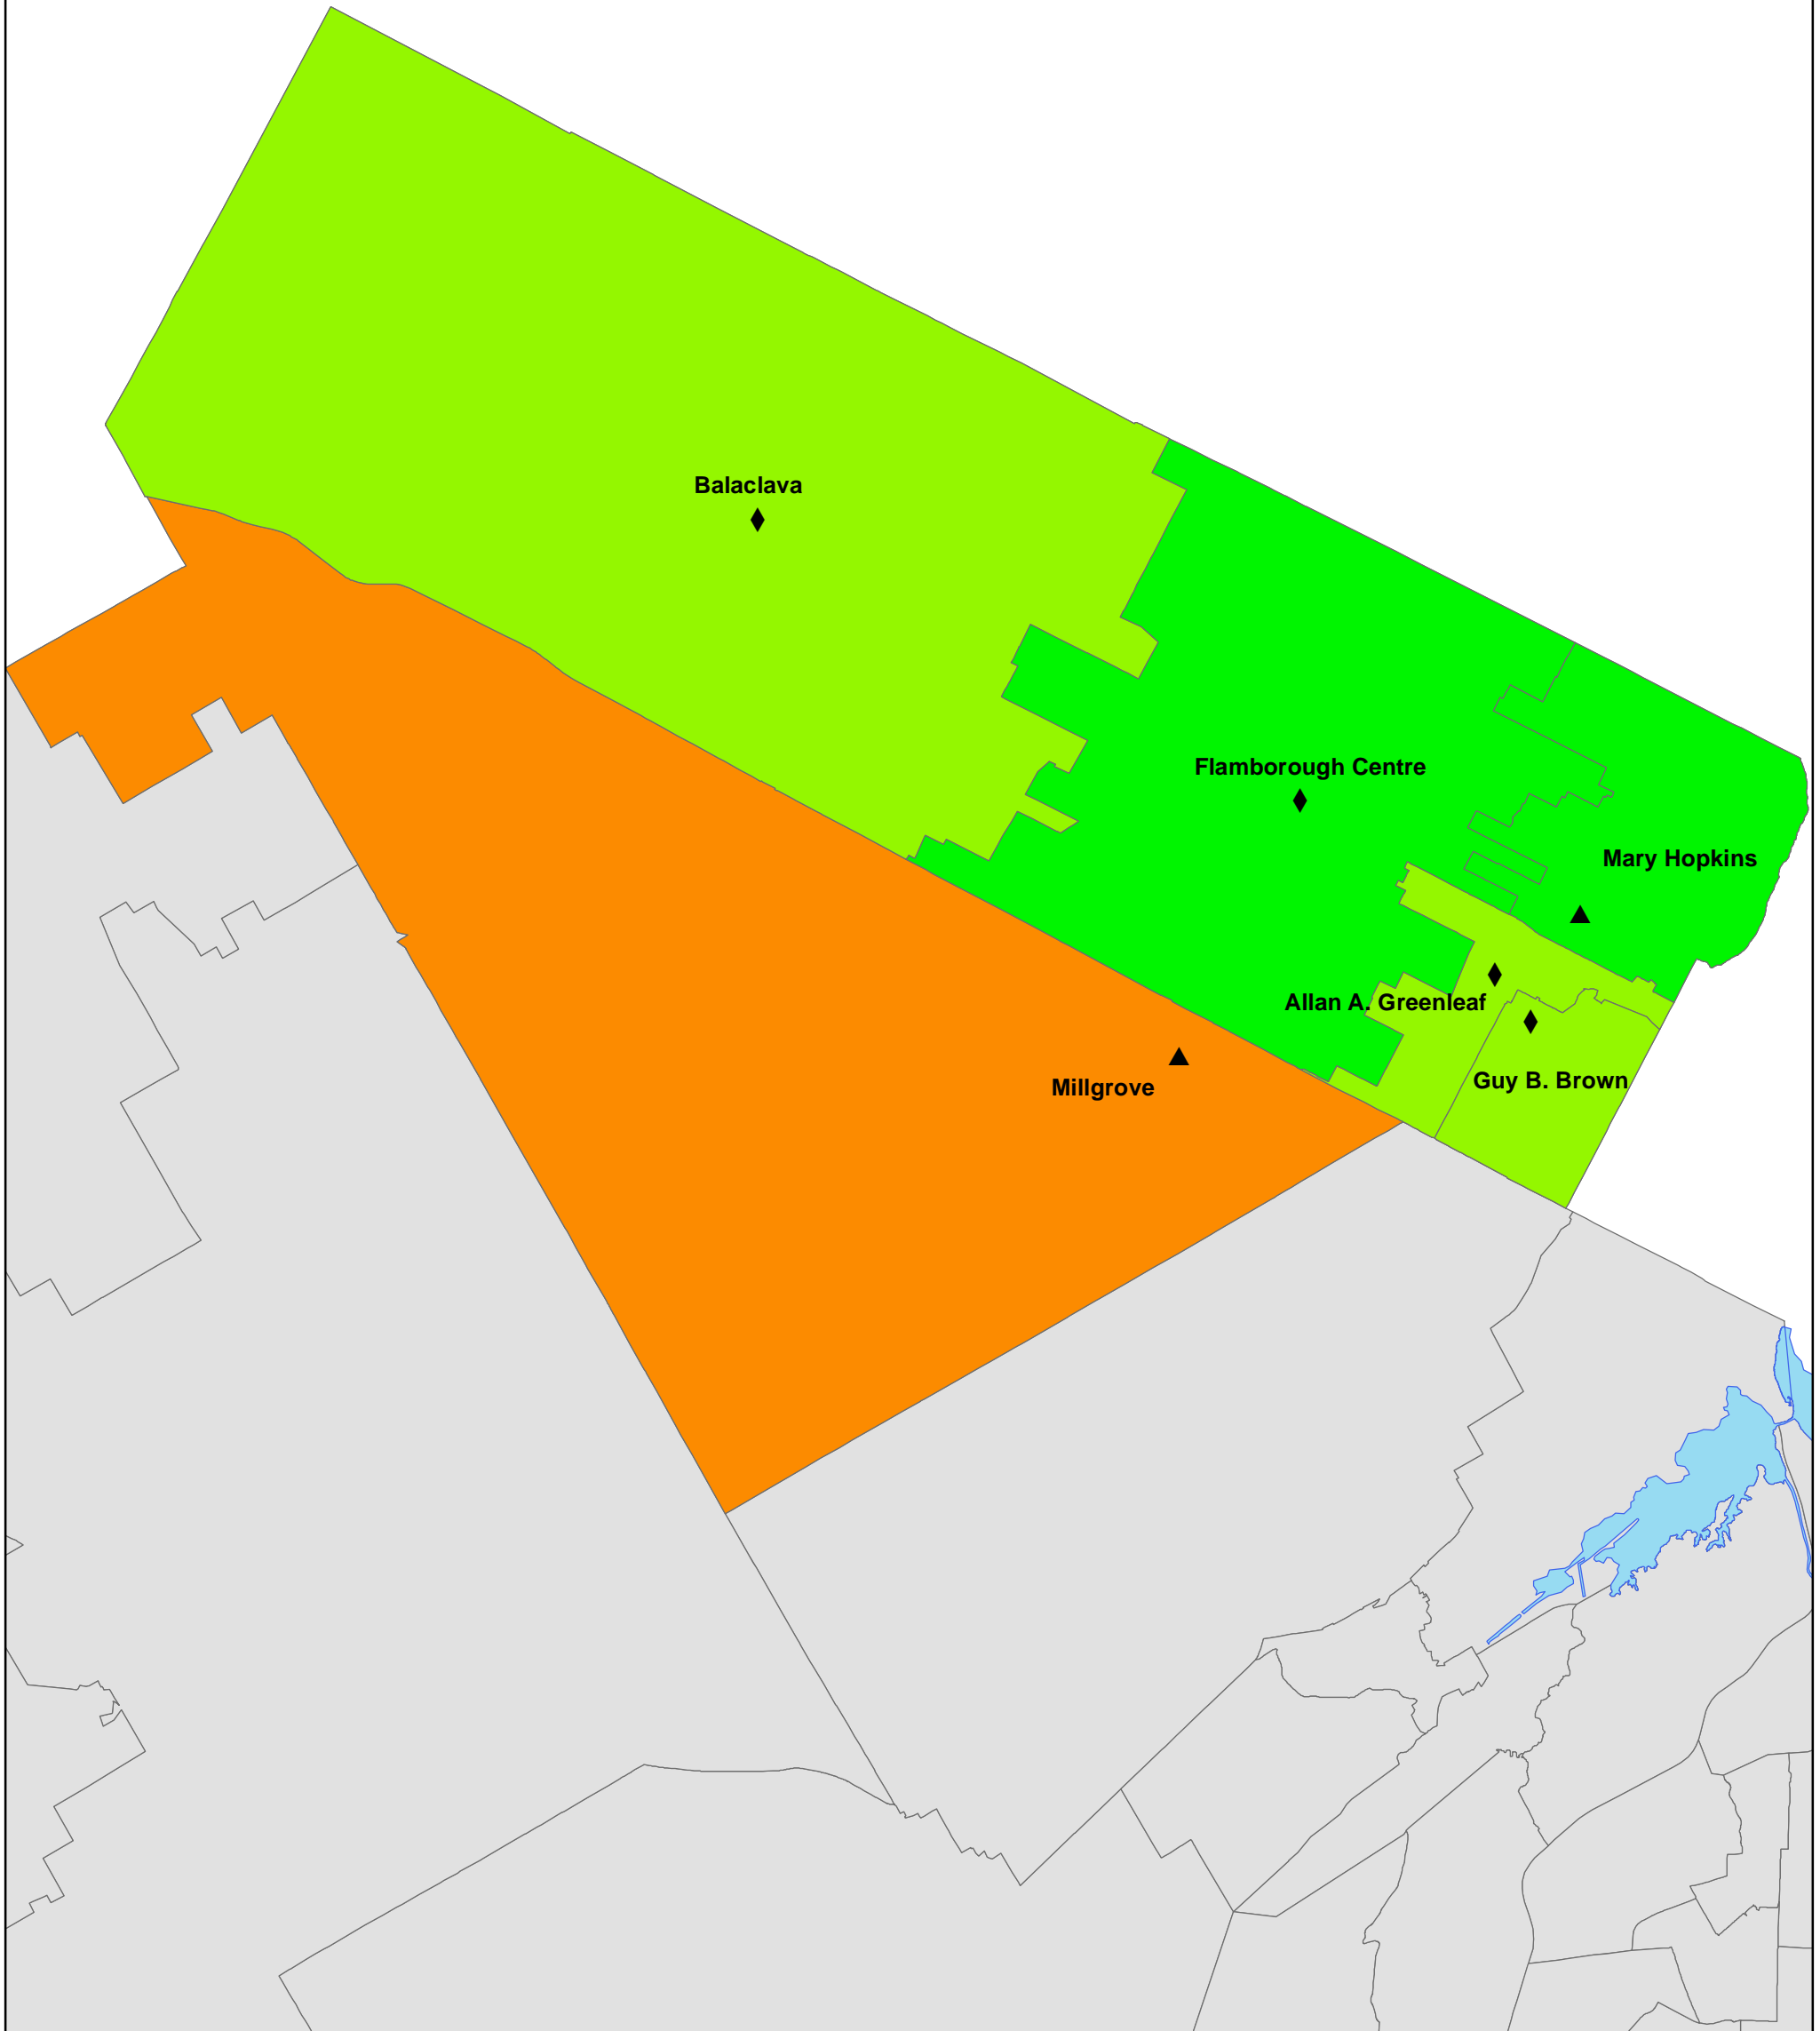 Balaclava
Flamborough Centre
Mary Hopkins
Allan A. Greenleaf
Guy B. Brown
Millgrove